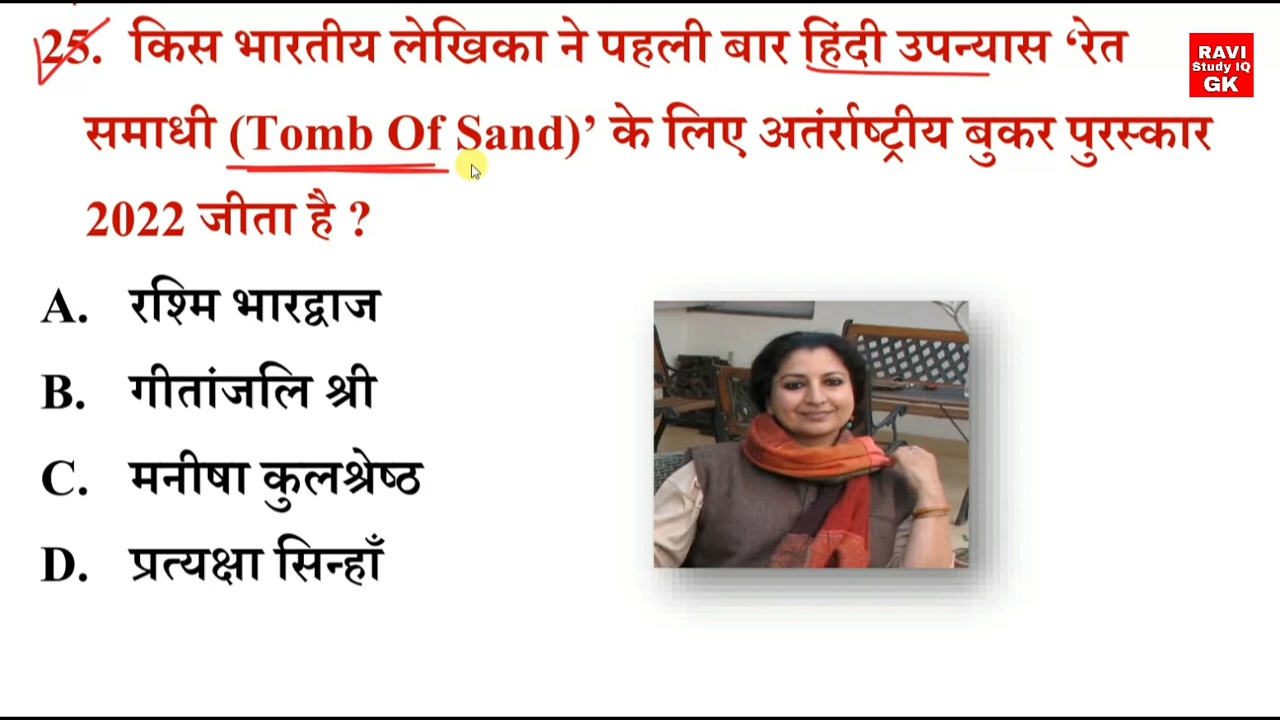 25. किस भारतीय लेखिका ने पहली बार हिंदी उपन्यास ‘रेत
समाधी (Tomb Of Sand)’ के लिए अतंर्राष्ट्रीय बुकर पुरस्कार
2022 जीता है ?
A. रश्मि भारद्वाज
B. गीतांजलि श्री
C. मनीषा कुलश्रेष्ठ
D. प्रत्यक्षा सिन्हाँ
RAVI
Study IQ
GK